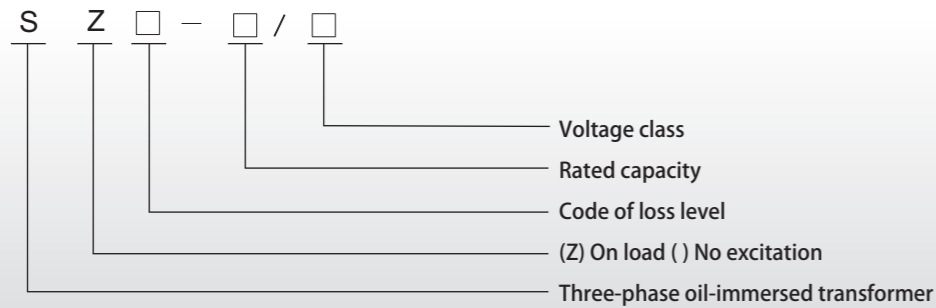 S Z □ — □ / □
Voltage class
Rated capacity
Code of loss level
(Z) On load ( ) No excitation
Three-phase oil-immersed transformer